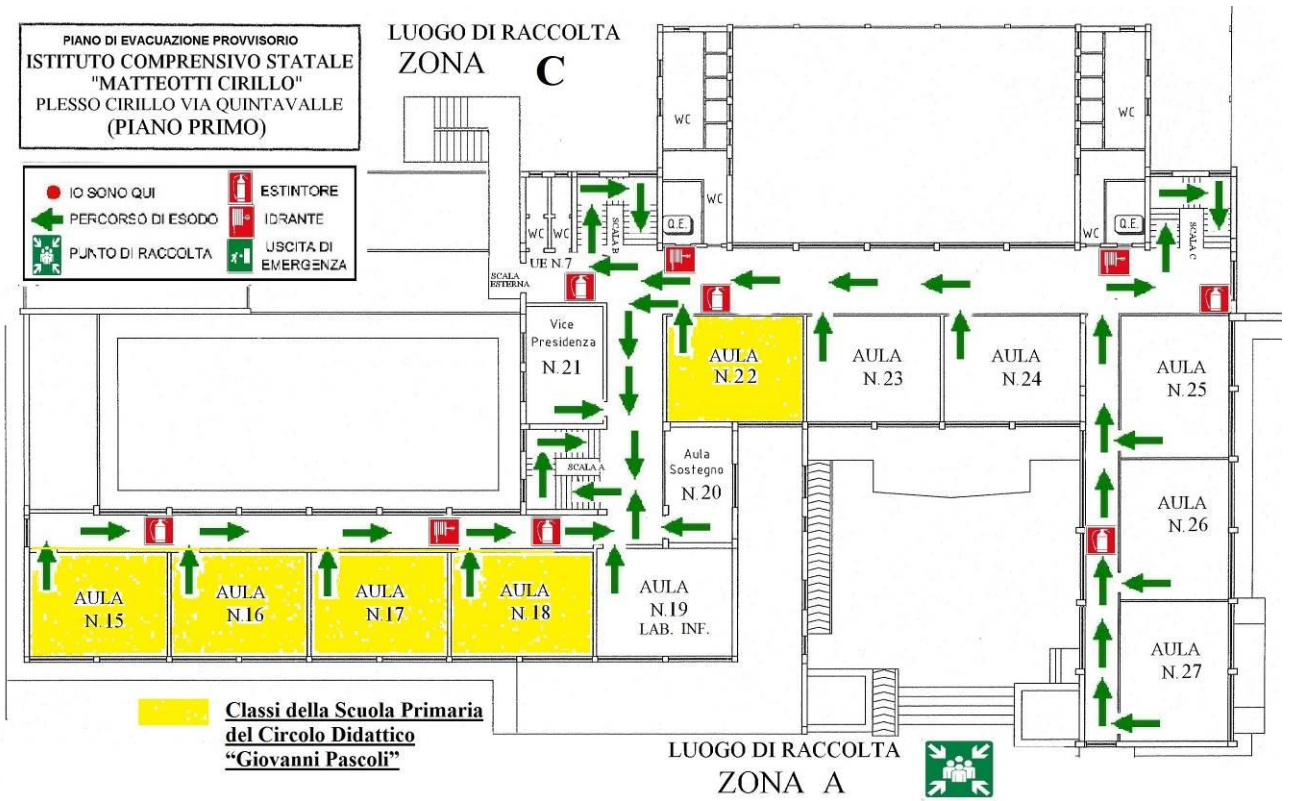 PIANO DI EVACUAZIONE PROVVISORIO
ISTITUTO COMPRENSIVO STATALE
"MATTEOTTI CIRILLO"
PLESSO CIRILLO VIA QUINTAVALLE
(PIANO PRIMO)
LUOGO DI RACCOLTA
ZONA C
IO SONO QUI
ESTINTORE
PERCORSO DI ESODO
IDRANTE
PUNTO DI RACCOLTA
USCITA DI
EMERGENZA
WC
WC
WC
WC
WC
WC
Q.E.
Q.E.
SCALA B
SCALA C
UE N.7
SCALA
ESTERNA
Vice
Presidenza
N.21
AULA
N.22
AULA
N.23
AULA
N.24
AULA
N.25
SCALA A
Aula
Sostegno
N.20
AULA
N.26
AULA
N.15
AULA
N.16
AULA
N.17
AULA
N.18
AULA
N.19
LAB. INF.
AULA
N.27
Classi della Scuola Primaria
del Circolo Didattico
“Giovanni Pascoli”
LUOGO DI RACCOLTA
ZONA A